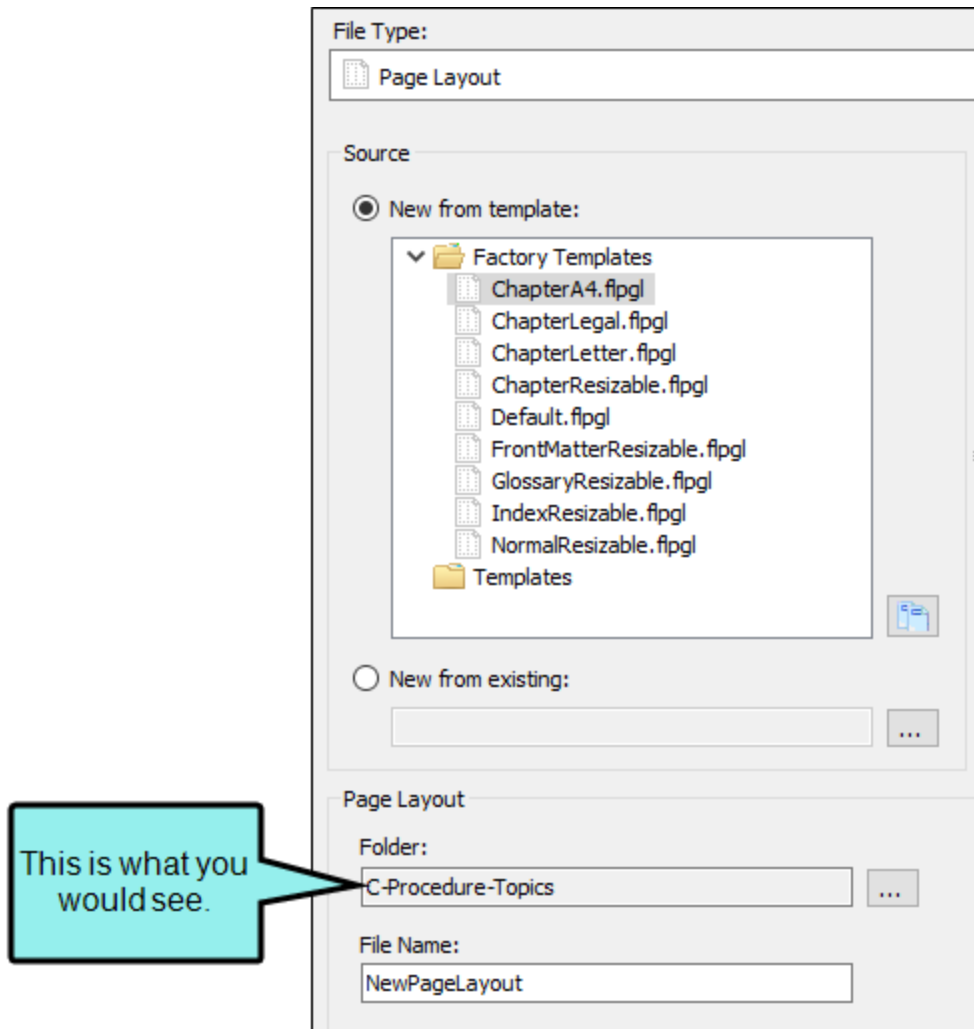 File Type:
Page Layout
Source
New from template:
Factory Templates
ChapterA4.flpgl
ChapterLegal.flpgl
ChapterLetter.flpgl
ChapterResizable.flpgl
Default.flpgl
FrontMatterResizable.flpgl
GlossaryResizable.flpgl
IndexResizable.flpgl
NormalResizable.flpgl
Templates
New from existing:
...
Page Layout
Folder:
This is what you
would see.
C-Procedure-Topics
...
File Name:
NewPageLayout